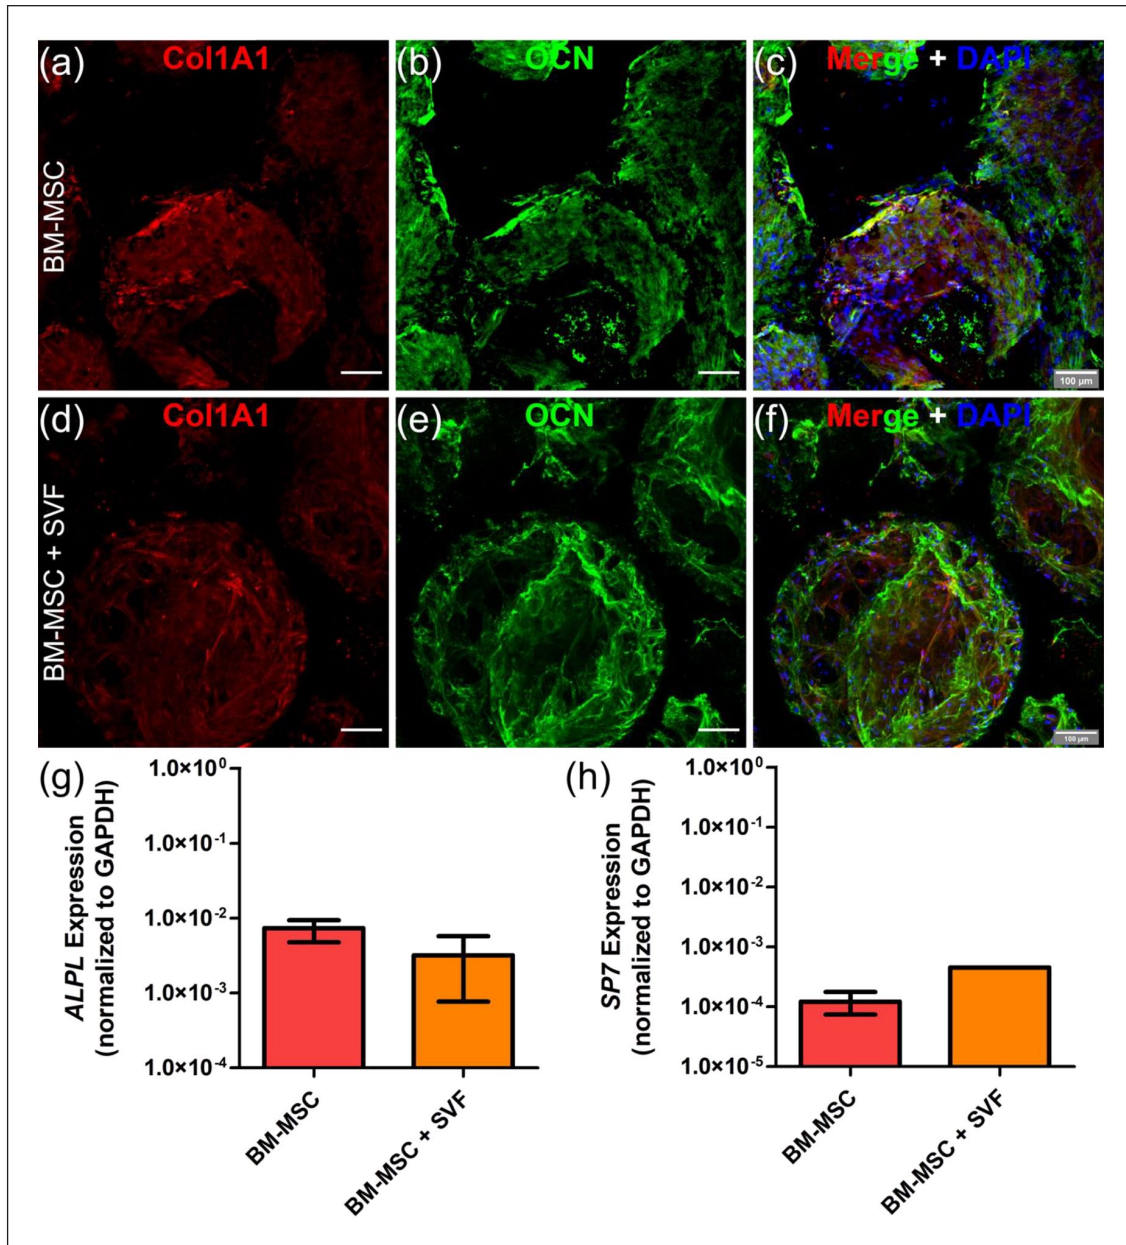 (a) Col1A1
(b) OCN
(c) Merge + DAPI
BM-MSC
100 µm
(d) Col1A1
(e) OCN
(f) Merge + DAPI
BM-MSC + SVF
100 µm
(g)
ALPL Expression
(normalized to GAPDH)
1.0×10⁰
1.0×10⁻¹
1.0×10⁻²
1.0×10⁻³
1.0×10⁻⁴
BM-MSC
BM-MSC + SVF
(h)
SP7 Expression
(normalized to GAPDH)
1.0×10⁰
1.0×10⁻¹
1.0×10⁻²
1.0×10⁻³
1.0×10⁻⁴
1.0×10⁻⁵
BM-MSC
BM-MSC + SVF